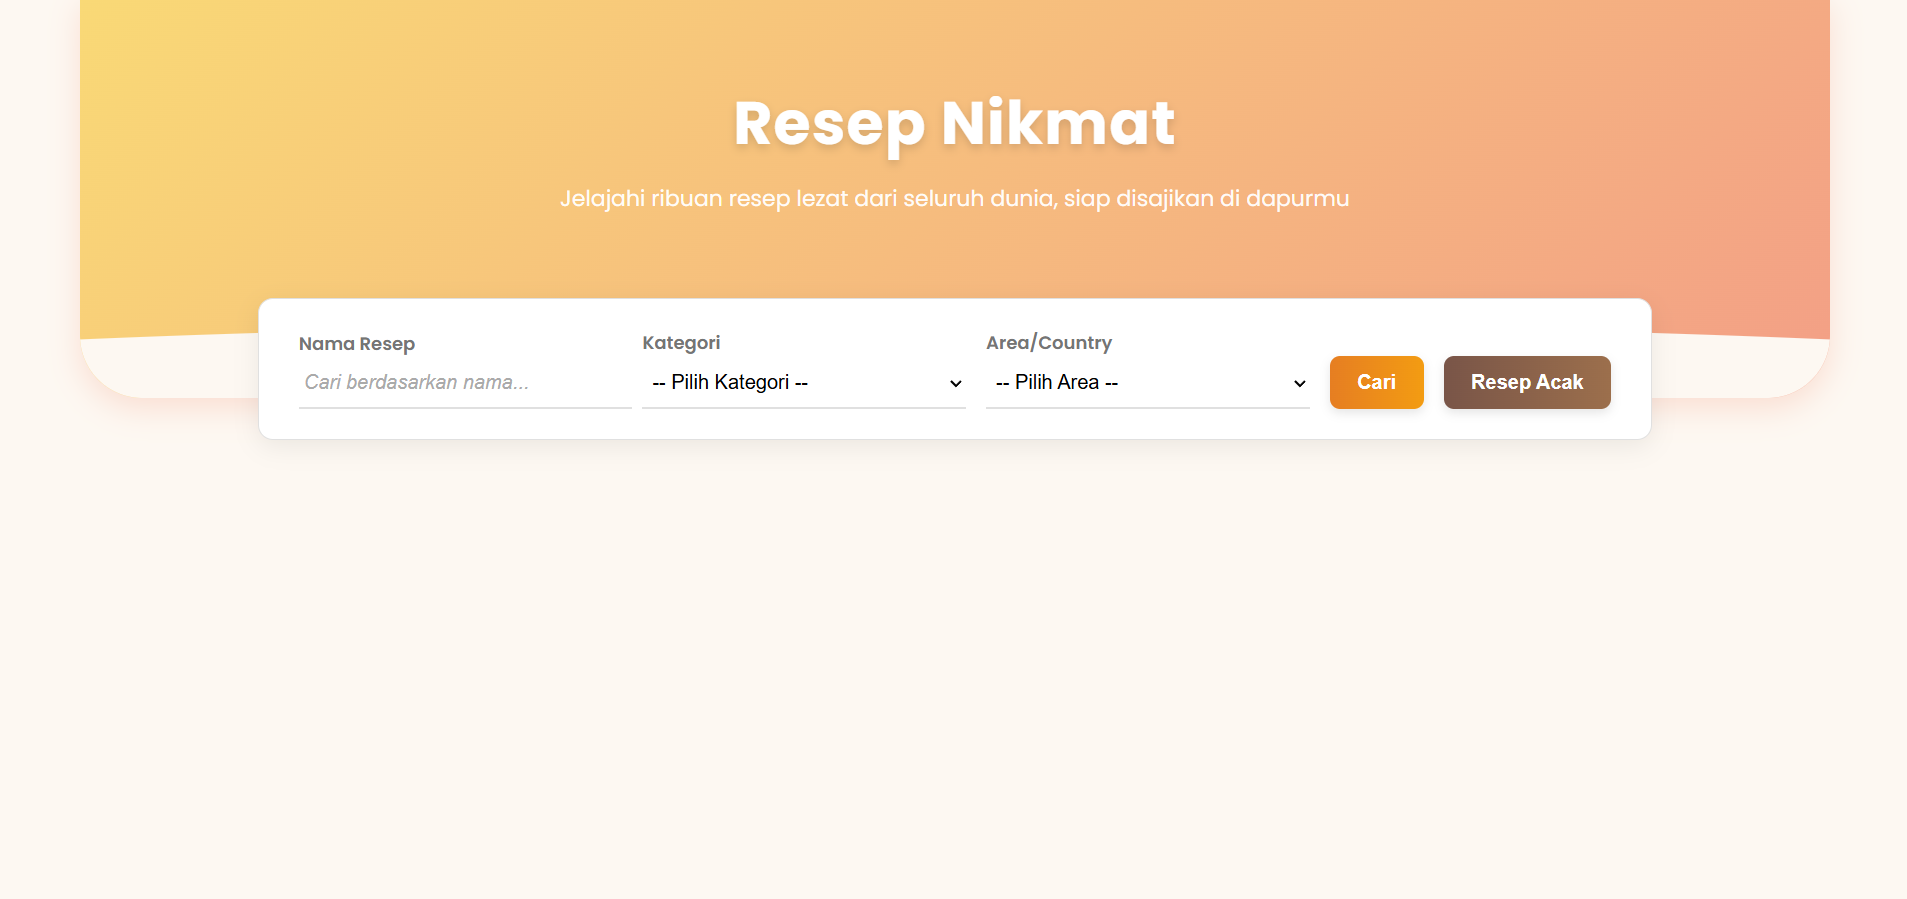 Resep Nikmat
Jelajahi ribuan resep lezat dari seluruh dunia, siap disajikan di dapurmu
Nama Resep
Cari berdasarkan nama...
Kategori
-- Pilih Kategori --
Area/Country
-- Pilih Area --
Cari
Resep Acak